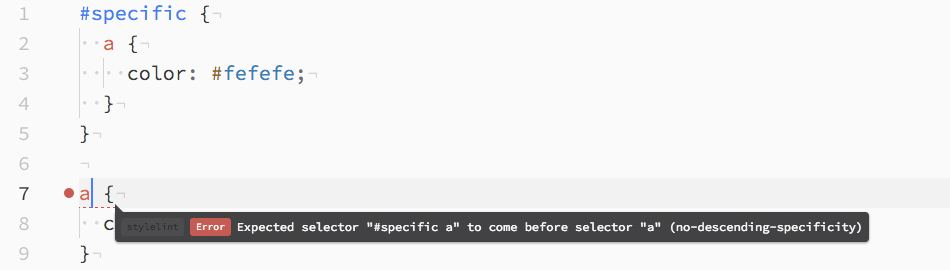 1 #specific {
2 a {
3 color: #fefefe;
4 }
5 }
6
7 a {
8 c
stylelint Error Expected selector "#specific a" to come before selector "a" (no-descending-specificity)
9 }